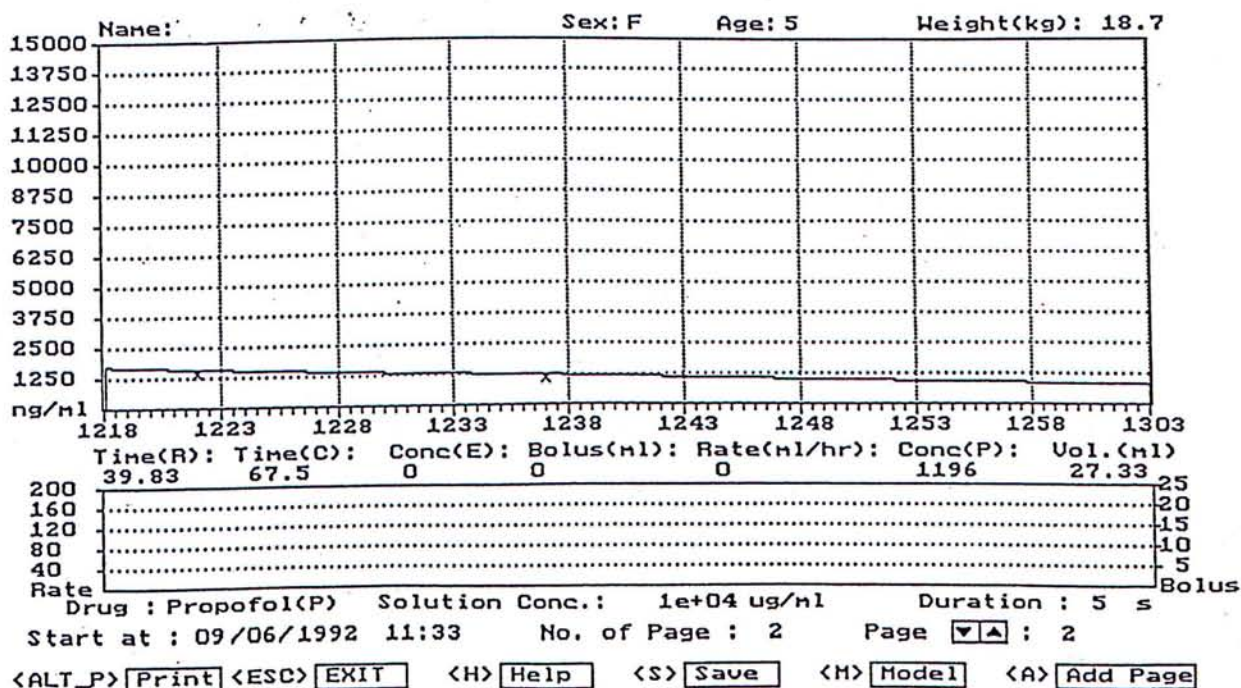 Name: Sex: F Age: 5 Weight(kg): 18.7
15000
13750
12500
11250
10000
8750
7500
6250
5000
3750
2500
1250
ng/ml
1218 1223 1228 1233 1238 1243 1248 1253 1258 1303
Time(R): Time(C): Conc(E): Bolus(ml): Rate(ml/hr): Conc(P): Vol.(ml)
39.83 67.5 0 0 0 1196 27.33
200 25
160 20
120 15
80 10
40 5
Rate Bolus
Drug : Propofol(P) Solution Conc.: 1e+04 ug/ml Duration : 5 s
Start at : 09/06/1992 11:33 No. of Page : 2 Page ▼▲ : 2
<ALT_P> Print <ESC> EXIT <H> Help <S> Save <M> Model <A> Add Page